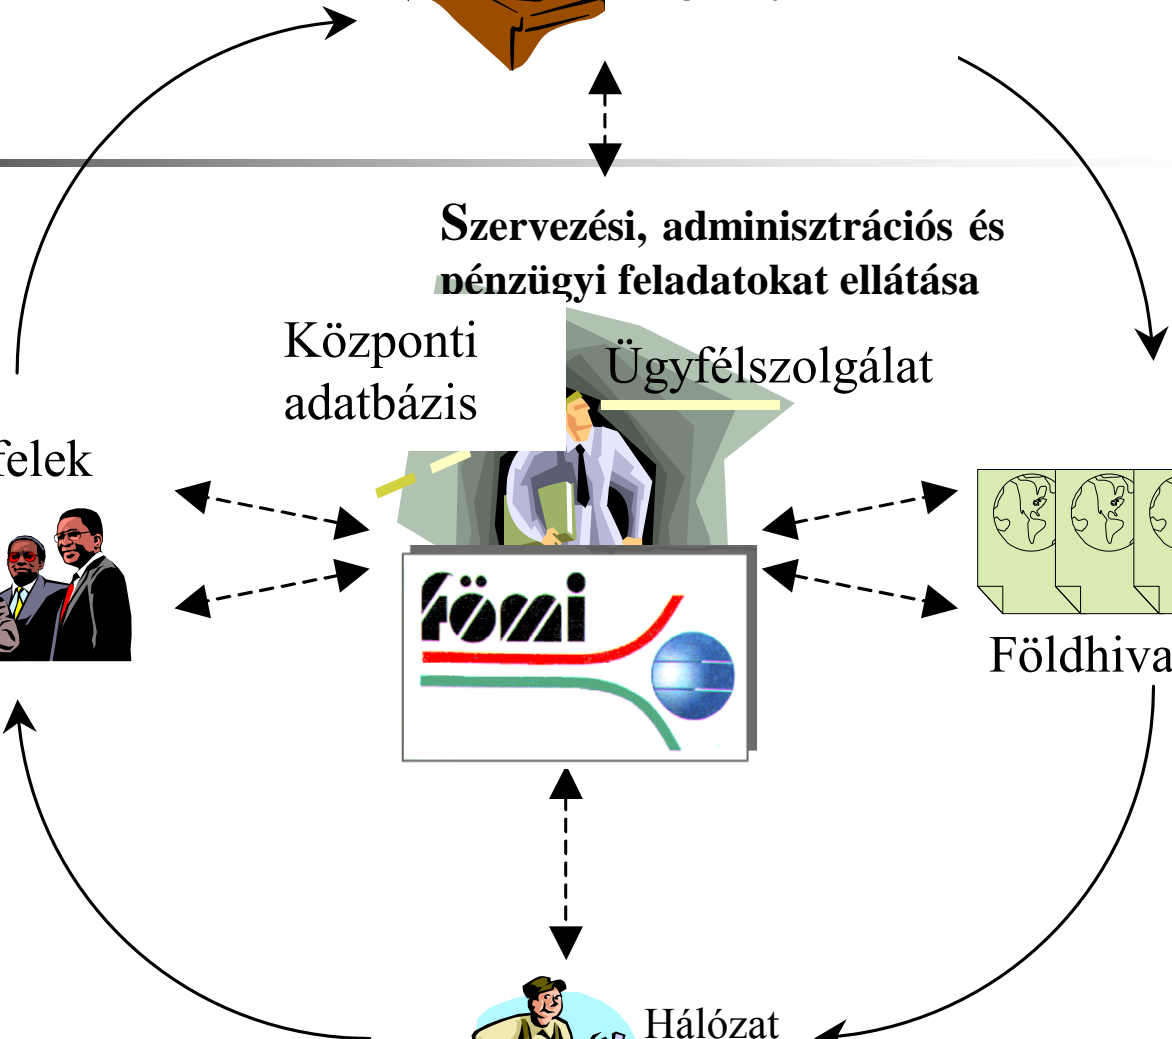 Szervezési, adminisztrációs és
pénzügyi feladatokat ellátása
Központi
adatbázis
Ügyfélszolgálat
felek
fömi
Földhiva
Hálózat